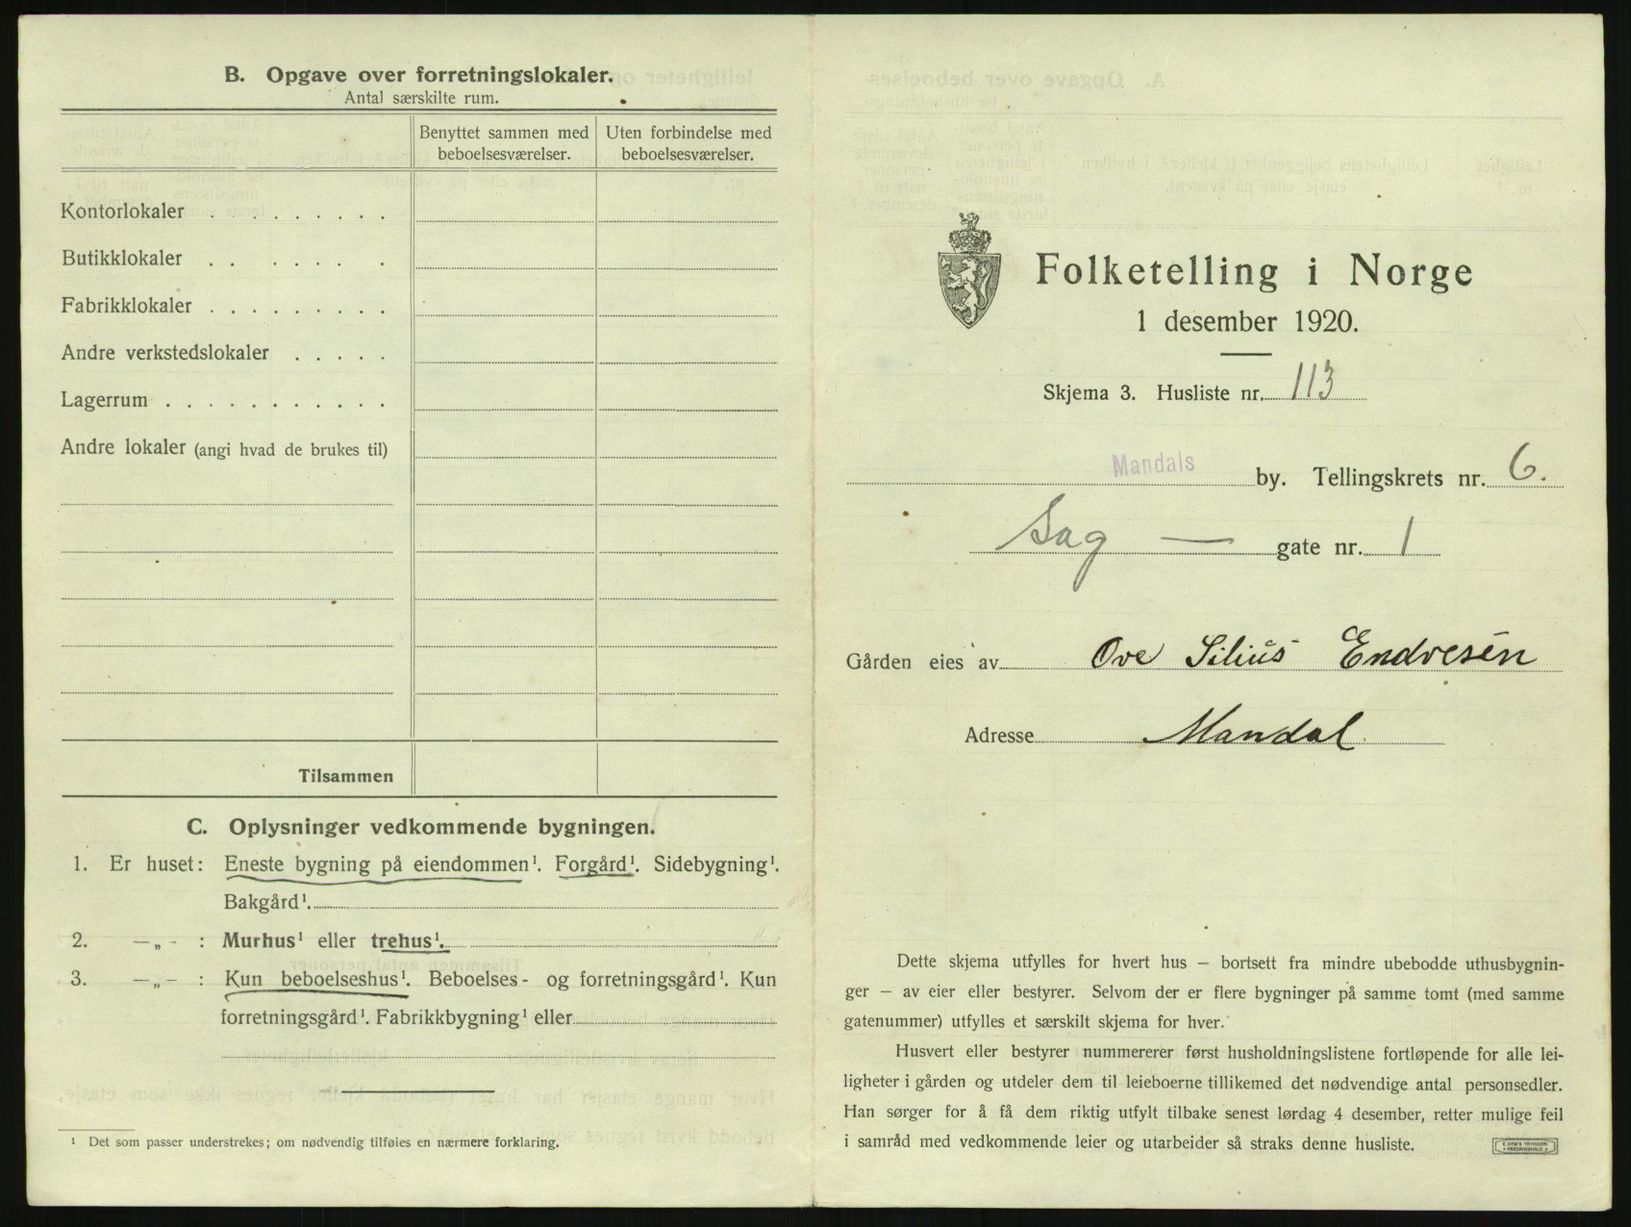 B. Opgave over forretningslokaler.
Antal særskilte rum.
Benyttet sammen med beboelsesværelser.
Uten forbindelse med beboelsesværelser.
Kontorlokaler . . . . . . . . .
Butikklokaler . . . . . . . .
Fabrikklokaler . . . . . . . . .
Andre verkstedslokaler . . . . .
Lagerrum . . . . . . . . . . .
Andre lokaler (angi hvad de brukes til)
Tilsammen
C. Oplysninger vedkommende bygningen.
1. Er huset: Eneste bygning på eiendommen¹. Forgård¹. Sidebygning¹.
Bakgård¹.
2. —„— : Murhus¹ eller trehus¹.
3. —„— : Kun beboelseshus¹. Beboelses- og forretningsgård¹. Kun
forretningsgård¹. Fabrikkbygning¹ eller
¹ Det som passer understrekes; om nødvendig tilføies en nærmere forklaring.
Folketelling i Norge
1 desember 1920.
Skjema 3. Husliste nr. 113
Mandals by. Tellingskrets nr. 6.
Sag — gate nr. 1
Gården eies av Ove Silius Endresen
Adresse Mandal
Dette skjema utfylles for hvert hus – bortsett fra mindre ubebodde uthusbygnin-
ger – av eier eller bestyrer. Selvom der er flere bygninger på samme tomt (med samme
gatenummer) utfylles et særskilt skjema for hver.
Husvert eller bestyrer nummererer først husholdningslistene fortløpende for alle lei-
ligheter i gården og utdeler dem til leieboerne tillikemed det nødvendige antal personsedler.
Han sørger for å få dem riktig utfylt tilbake senest lørdag 4 desember, retter mulige feil
i samråd med vedkommende leier og utarbeider så straks denne husliste.